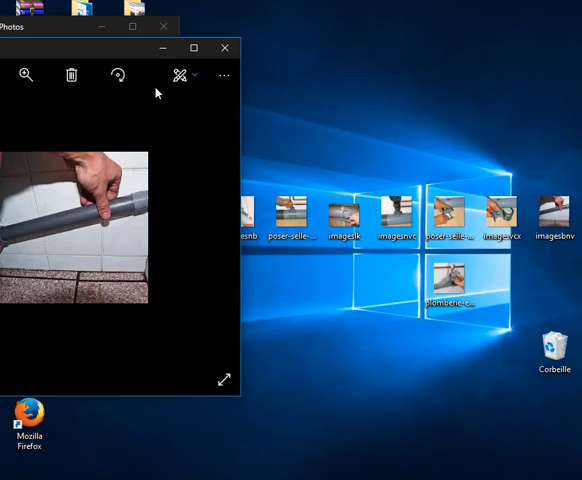 Photos
esnb
poser-selle-...
imageslk
imagesnvc
poser-selle-...
imagesvcx
imagesbnv
plomberie-e...
Corbeille
Mozilla
Firefox